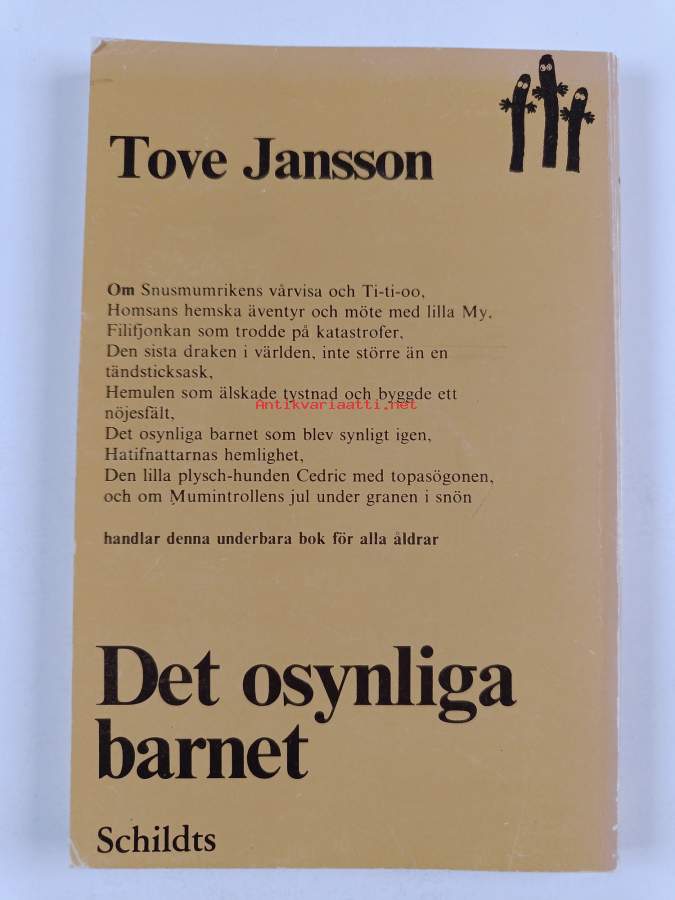 Tove Jansson
Om Snusmumrikens vårvisa och Ti-ti-oo,
Homsans hemska äventyr och möte med lilla My,
Filifjonkan som trodde på katastrofer,
Den sista draken i världen, inte större än en
tändsticksask,
Hemulen som älskade tystnad och byggde ett
nöjesfält,
Antikvariaatti.net
Det osynliga barnet som blev synligt igen,
Hatifnattarnas hemlighet,
Den lilla plysch-hunden Cedric med topasögonen,
och om Mumintrollens jul under granen i snön
handlar denna underbara bok för alla åldrar
Det osynliga
barnet
Schildts